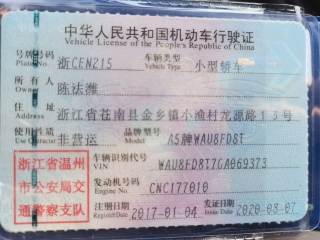 中华人民共和国机动车行驶证
Vehicle License of the People's Republic of China
号牌号码 浙CEN215 车辆类型 小型轿车
Plate No. Vehicle Type
所有人 陈法潍
Owner
住址 浙江省苍南县金乡镇小渔村龙源路13号
Address
使用性质 非营运 品牌型号 A5牌WAU8FD8T
Use Character Model
浙江省温州 车辆识别代号 WAU8FD8T7GA069373
VIN
市公安局交 发动机号码 CNC177010
Engine No.
通警察支队 注册日期 2017-01-04 发证日期 2020-08-07
Register Date Issue Date